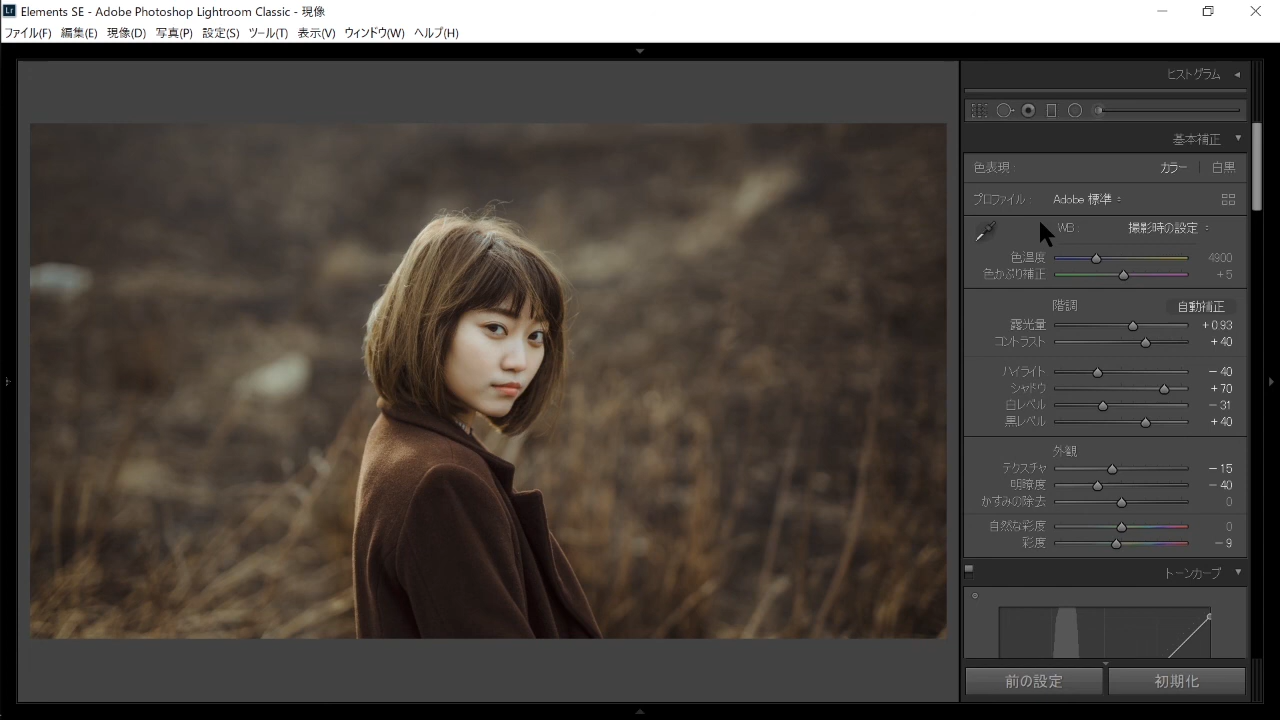 Elements SE - Adobe Photoshop Lightroom Classic - 現像
ファイル(F) 編集(E) 現像(D) 写真(P) 設定(S) ツール(T) 表示(V) ウィンドウ(W) ヘルプ(H)
ヒストグラム
基本補正
色表現 : カラー 白黒
プロファイル : Adobe 標準
WB : 撮影時の設定
色温度 4900
色かぶり補正 + 5
階調 自動補正
露光量 + 0.93
コントラスト + 40
ハイライト − 40
シャドウ + 70
白レベル − 31
黒レベル + 40
外観
テクスチャ − 15
明瞭度 − 40
かすみの除去 0
自然な彩度 0
彩度 − 9
トーンカーブ
前の設定 初期化